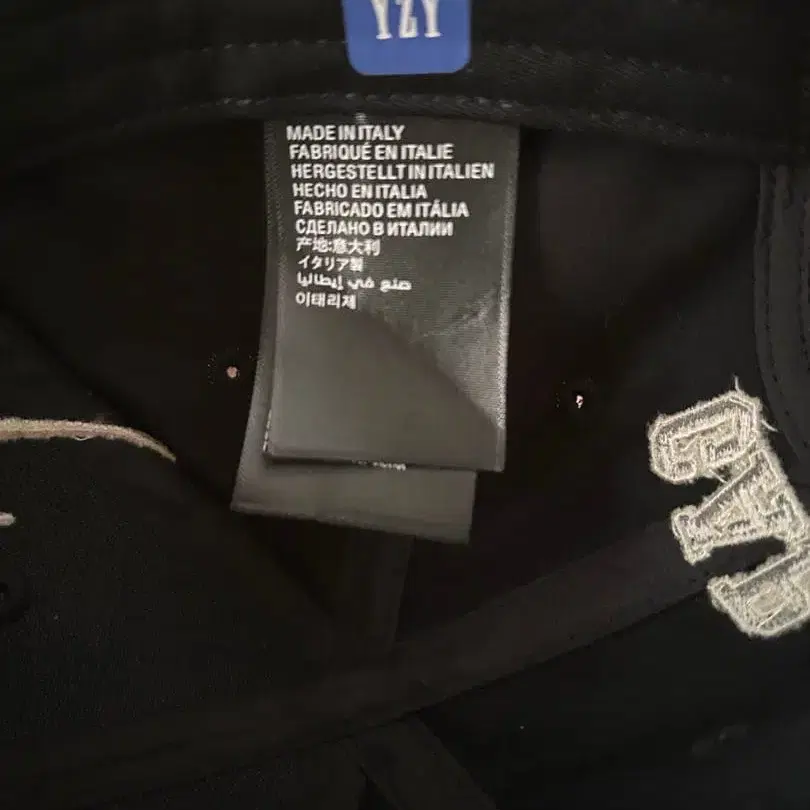 YZY
MADE IN ITALY
FABRIQUÉ EN ITALIE
HERGESTELLT IN ITALIEN
HECHO EN ITALIA
FABRICADO EM ITÁLIA
СДЕЛАНО В ИТАЛИИ
产地:意大利
イタリア製
صنع في إيطاليا
이태리제